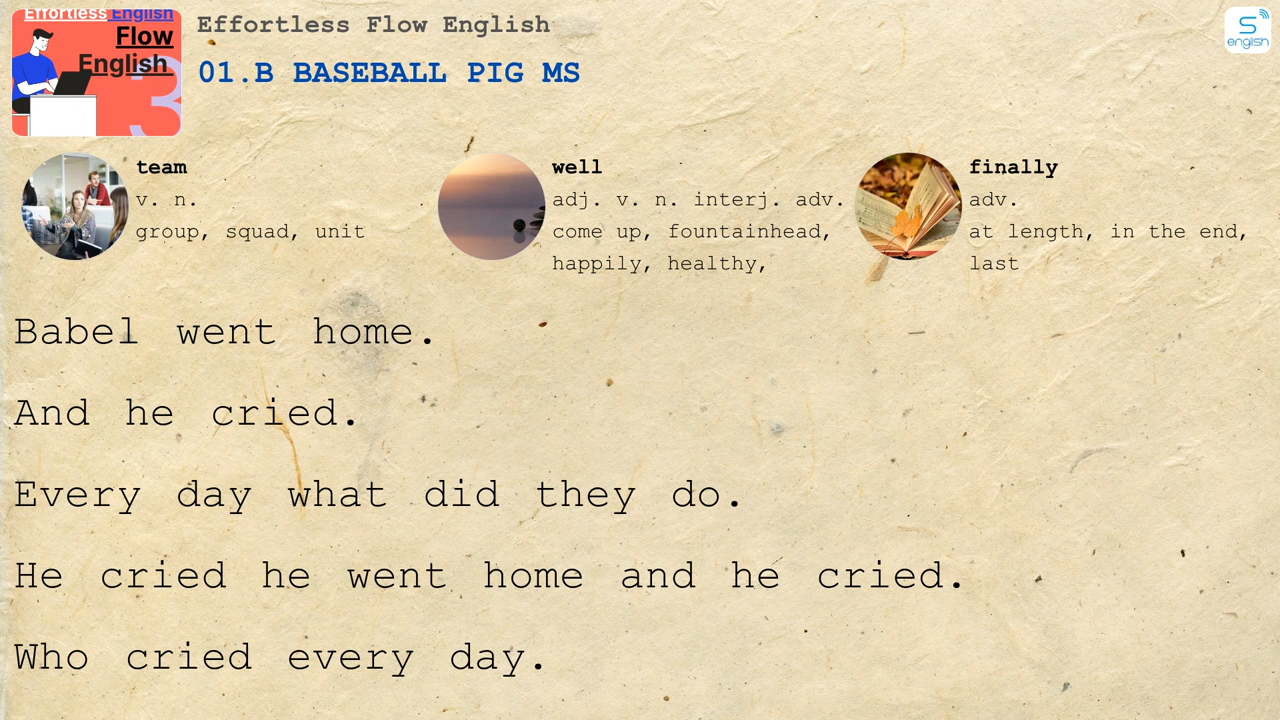 Effortless English
Flow
English
3
Effortless Flow English
01.B BASEBALL PIG MS
S
english
team
v. n.
group, squad, unit
well
adj. v. n. interj. adv.
come up, fountainhead,
happily, healthy,
finally
adv.
at length, in the end,
last
Babel went home.
And he cried.
Every day what did they do.
He cried he went home and he cried.
Who cried every day.